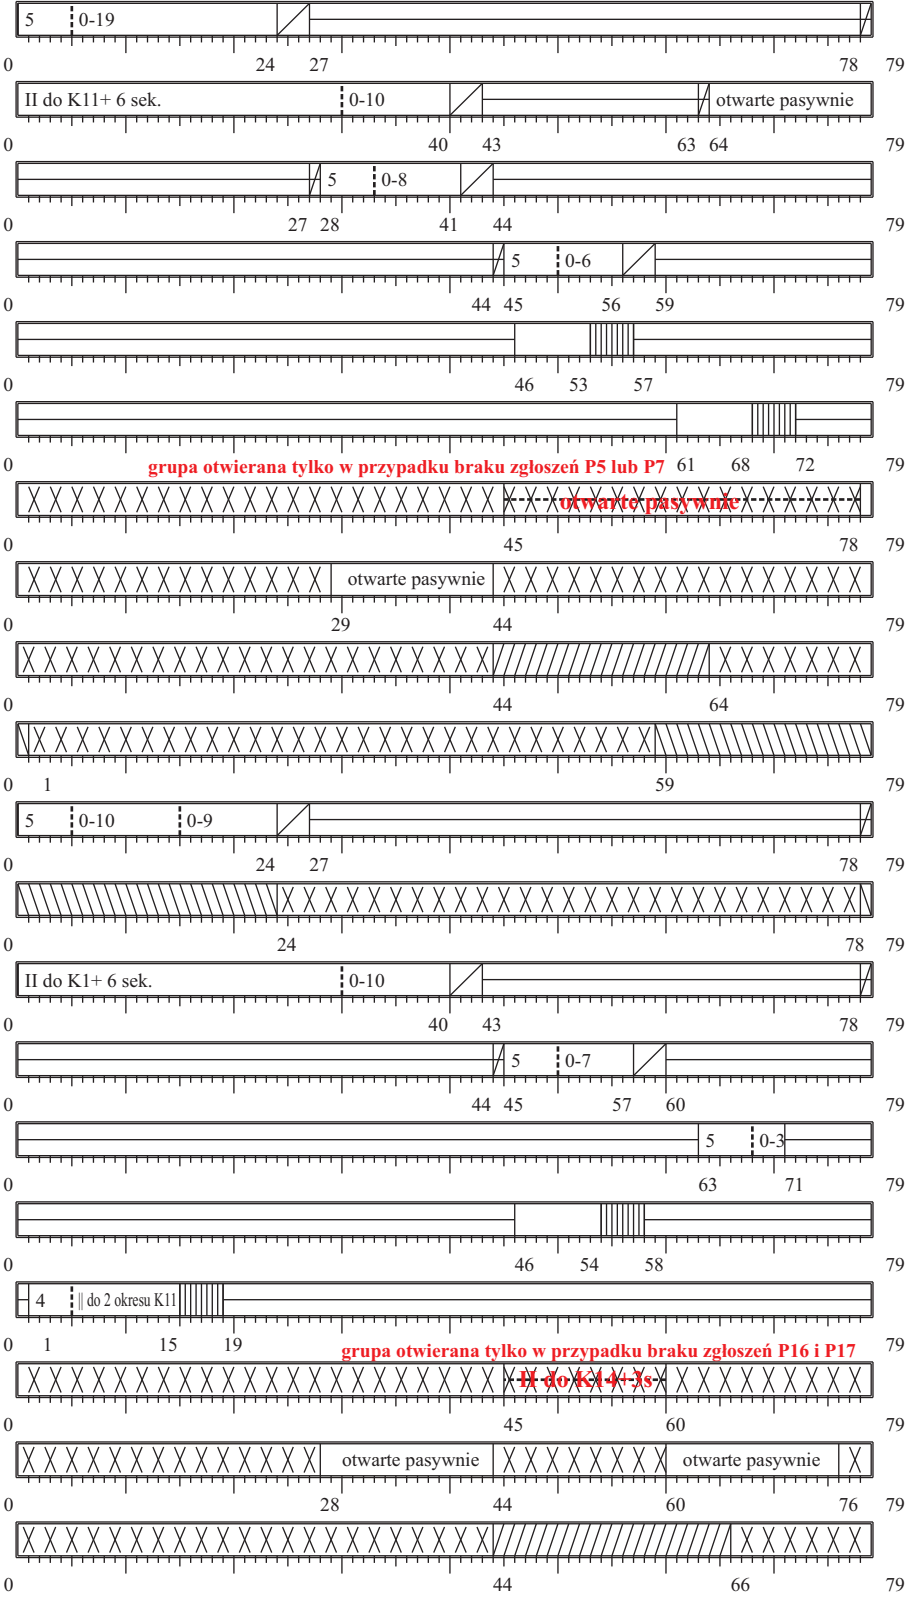 5 0-19
0 24 27 78 79
II do K11+ 6 sek. 0-10 otwarte pasywnie
0 40 43 63 64 79
5 0-8
0 27 28 41 44 79
5 0-6
0 44 45 56 59 79
0 46 53 57 79
0 grupa otwierana tylko w przypadku braku zgłoszeń P5 lub P7 61 68 72 79
otwarte pasywnie
0 45 78 79
otwarte pasywnie
0 29 44 79
0 44 64 79
0 1 59 79
5 0-10 0-9
0 24 27 78 79
0 24 78 79
II do K1+ 6 sek. 0-10
0 40 43 78 79
5 0-7
0 44 45 57 60 79
5 0-3
0 63 71 79
0 46 54 58 79
4 || do 2 okresu K11
0 1 15 19 79
grupa otwierana tylko w przypadku braku zgłoszeń P16 i P17
II do K14+3s
0 45 60 79
otwarte pasywnie otwarte pasywnie
0 28 44 60 76 79
0 44 66 79